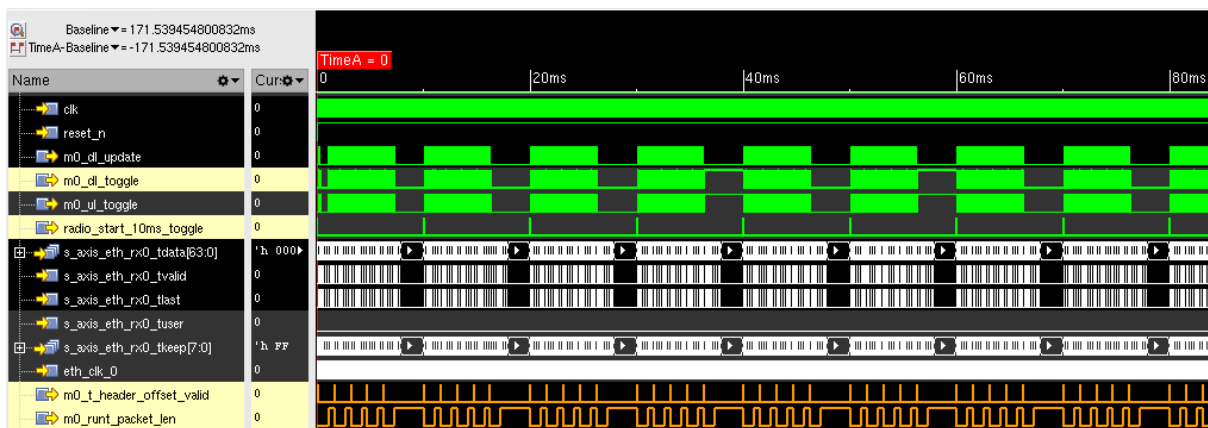 Baseline▼= 171.539454800832ms
TimeA-Baseline▼= -171.539454800832ms
TimeA = 0
Name Cur
0 20ms 40ms 60ms 80ms
clk 0
reset_n 0
m0_dl_update 0
m0_dl_toggle 0
m0_ul_toggle 0
radio_start_10ms_toggle 0
s_axis_eth_rx0_tdata[63:0] 'h 000
s_axis_eth_rx0_tvalid 0
s_axis_eth_rx0_tlast 0
s_axis_eth_rx0_tuser 0
s_axis_eth_rx0_tkeep[7:0] 'h FF
eth_clk_0 0
m0_t_header_offset_valid 0
m0_runt_packet_len 0